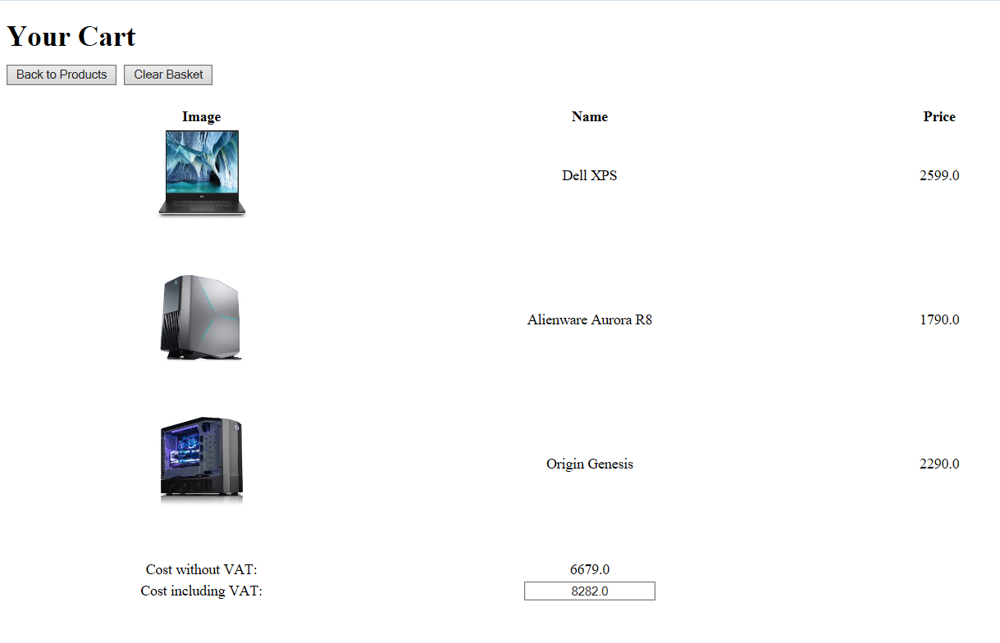 Your Cart
Back to Products Clear Basket
Image Name Price
Dell XPS 2599.0
Alienware Aurora R8 1790.0
Origin Genesis 2290.0
Cost without VAT: 6679.0
Cost including VAT: 8282.0